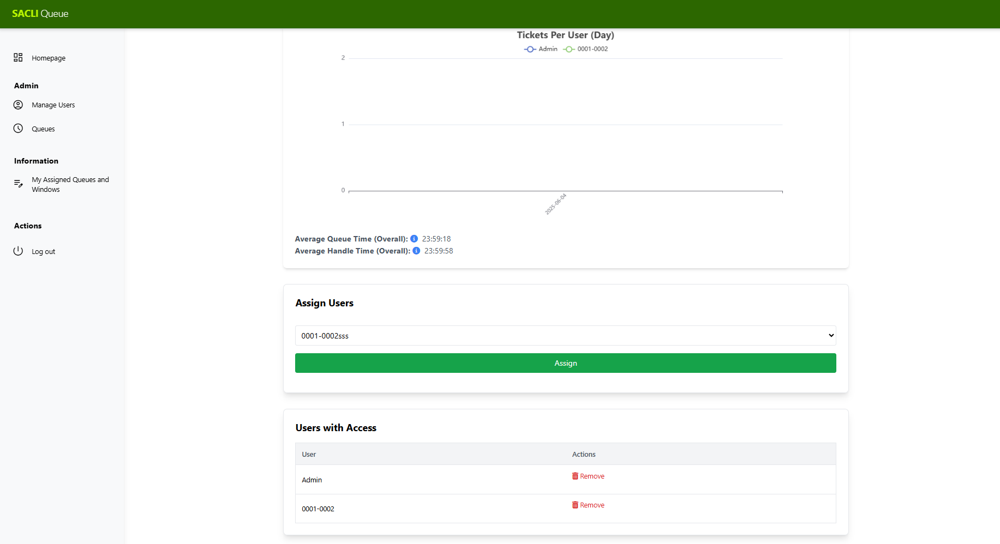 SACLI Queue
Homepage
Admin
Manage Users
Queues
Information
My Assigned Queues and
Windows
Actions
Log out
Tickets Per User (Day)
Admin 0001-0002
2
1
0
2025-06-04
Average Queue Time (Overall): 23:59:18
Average Handle Time (Overall): 23:59:58
Assign Users
0001-0002sss
Assign
Users with Access
User Actions
Admin Remove
0001-0002 Remove